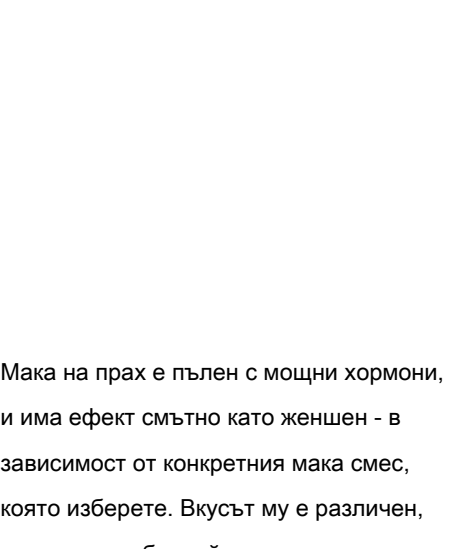 Мака на прах е пълен с мощни хормони,
и има ефект смътно като женшен - в
зависимост от конкретния мака смес,
която изберете. Вкусът му е различен,